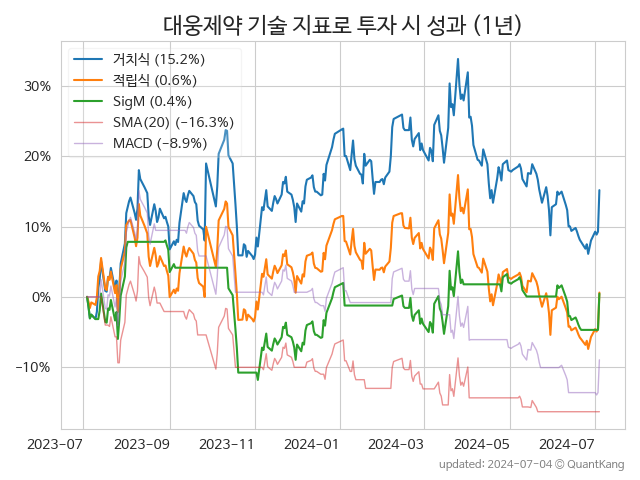 대웅제약 기술 지표로 투자 시 성과 (1년)
거치식 (15.2%)
적립식 (0.6%)
SigM (0.4%)
SMA(20) (−16.3%)
MACD (−8.9%)
30%
20%
10%
0%
−10%
2023-07
2023-09
2023-11
2024-01
2024-03
2024-05
2024-07
updated: 2024-07-04 © QuantKang